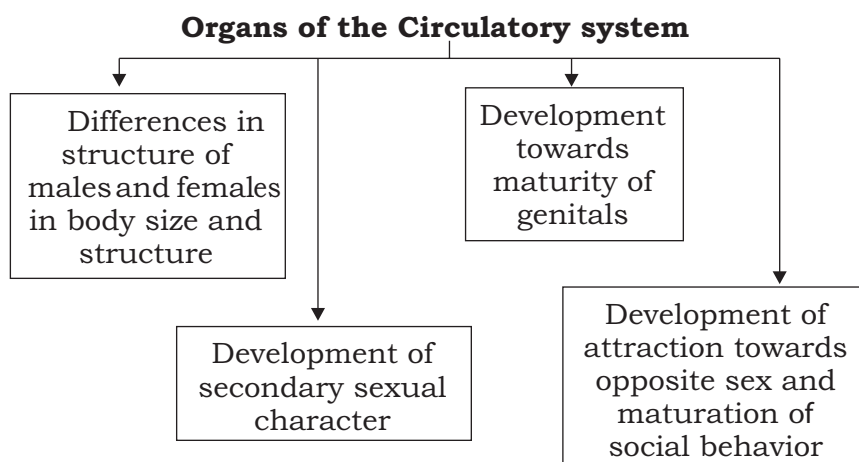 Organs of the Circulatory system
Differences in
structure of
males and females
in body size and
structure
Development
towards
maturity of
genitals
Development of
secondary sexual
character
Development of
attraction towards
opposite sex and
maturation of
social behavior